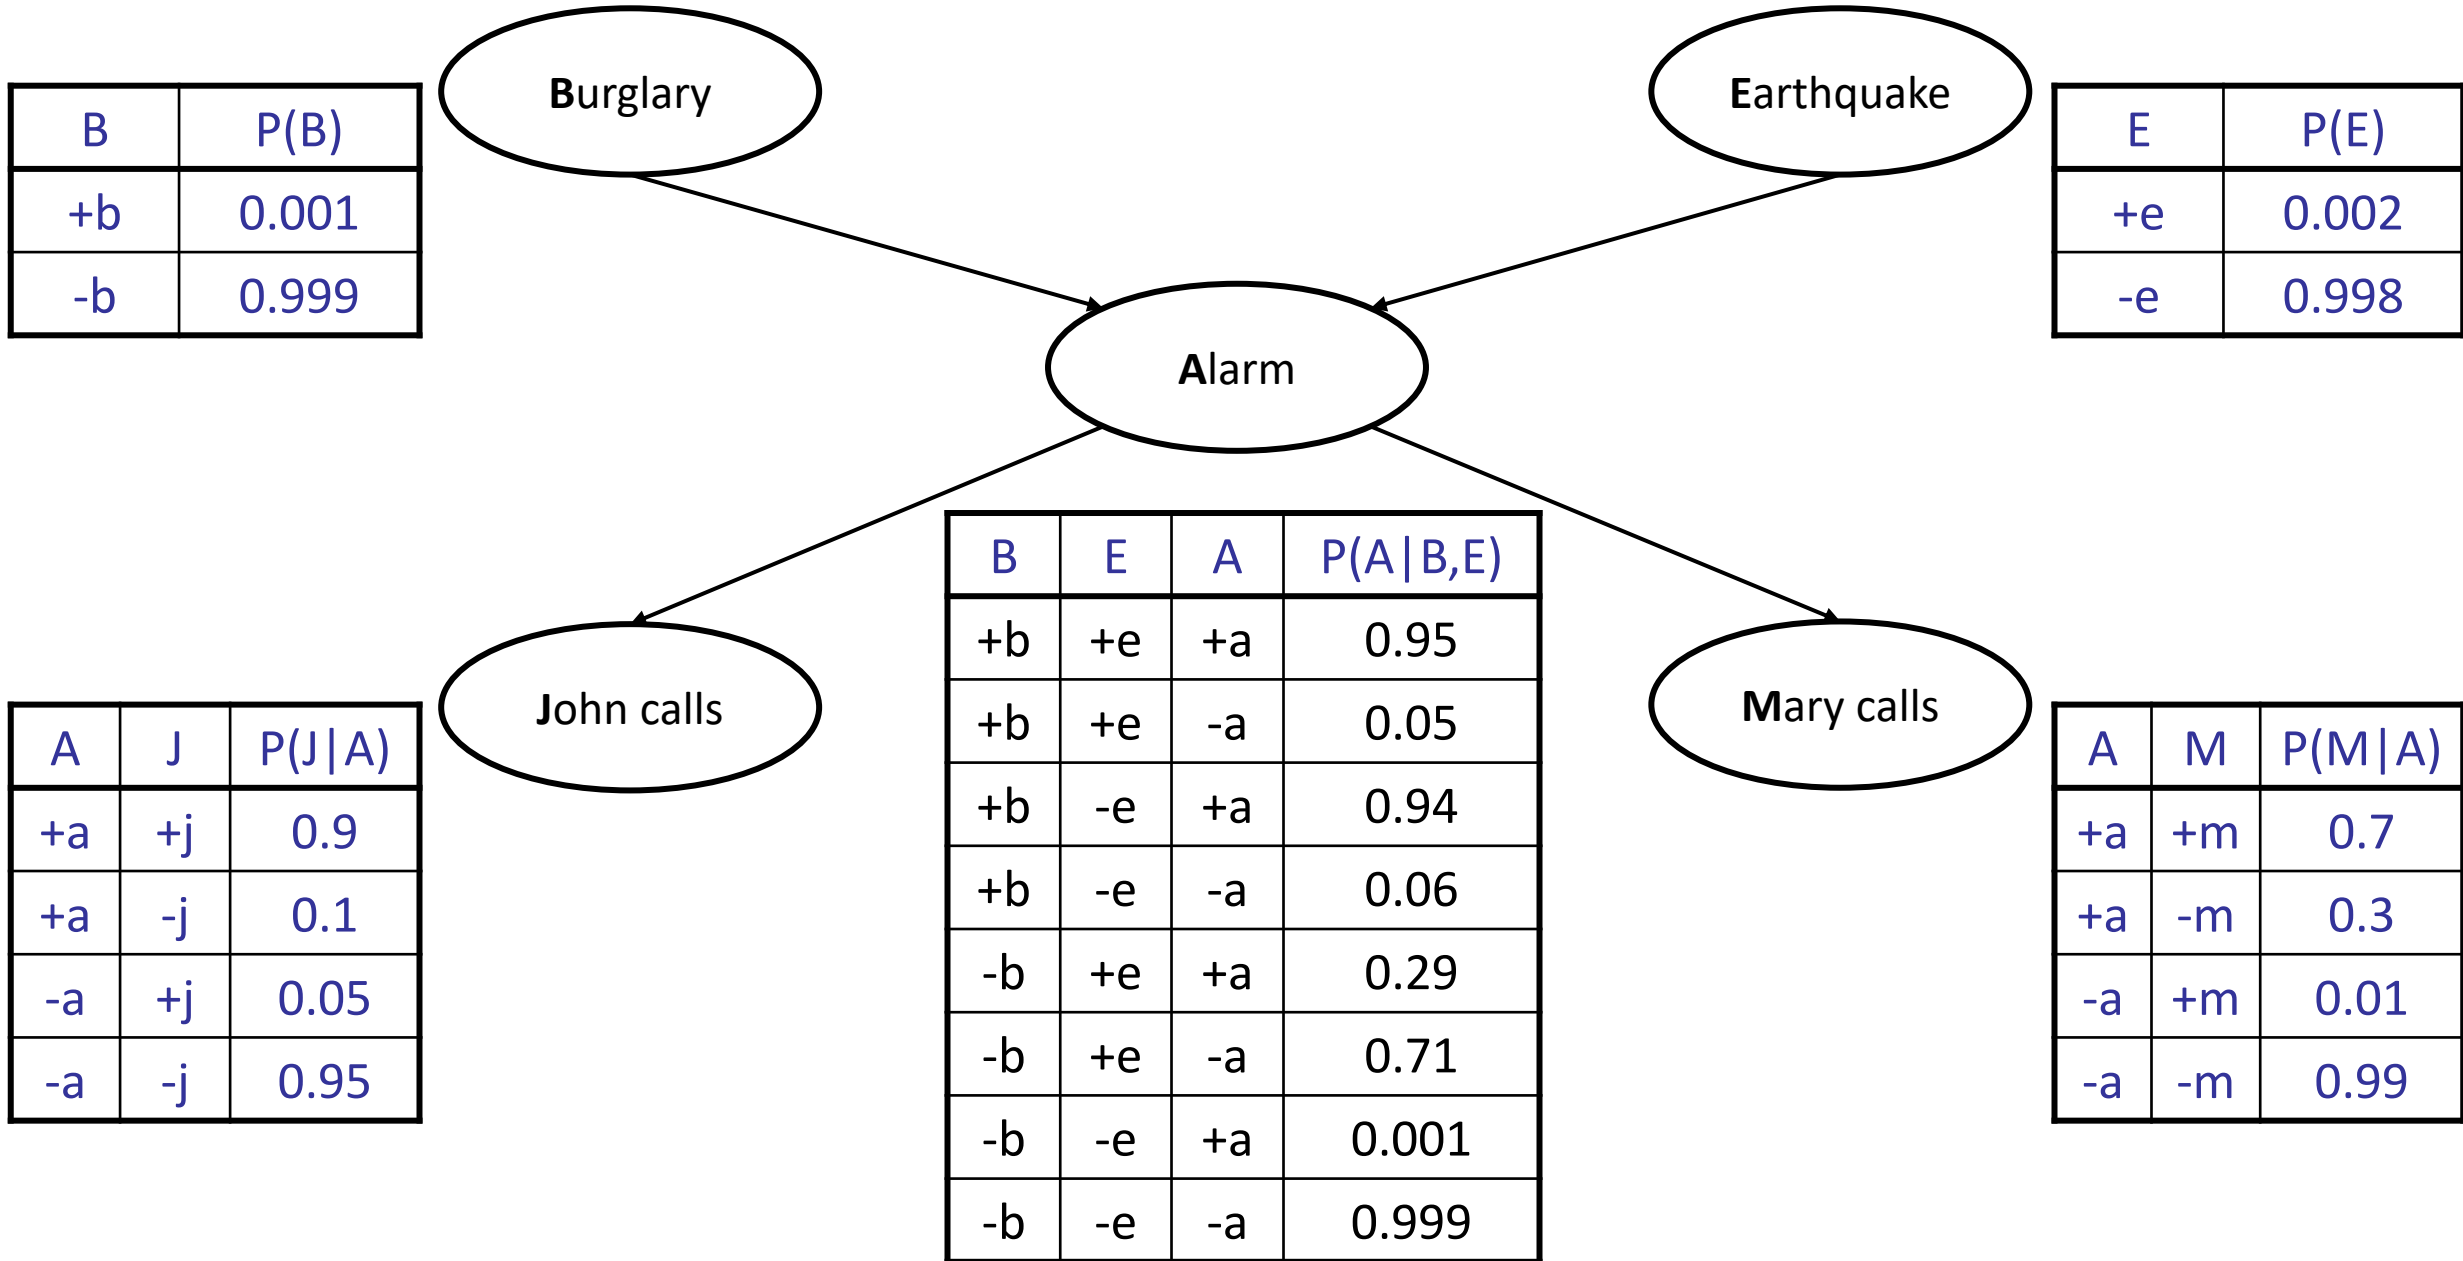 Burglary
Earthquake
B P(B)
+b 0.001
-b 0.999
E P(E)
+e 0.002
-e 0.998
Alarm
John calls
Mary calls
A J P(J|A)
+a +j 0.9
+a -j 0.1
-a +j 0.05
-a -j 0.95
B E A P(A|B,E)
+b +e +a 0.95
+b +e -a 0.05
+b -e +a 0.94
+b -e -a 0.06
-b +e +a 0.29
-b +e -a 0.71
-b -e +a 0.001
-b -e -a 0.999
A M P(M|A)
+a +m 0.7
+a -m 0.3
-a +m 0.01
-a -m 0.99